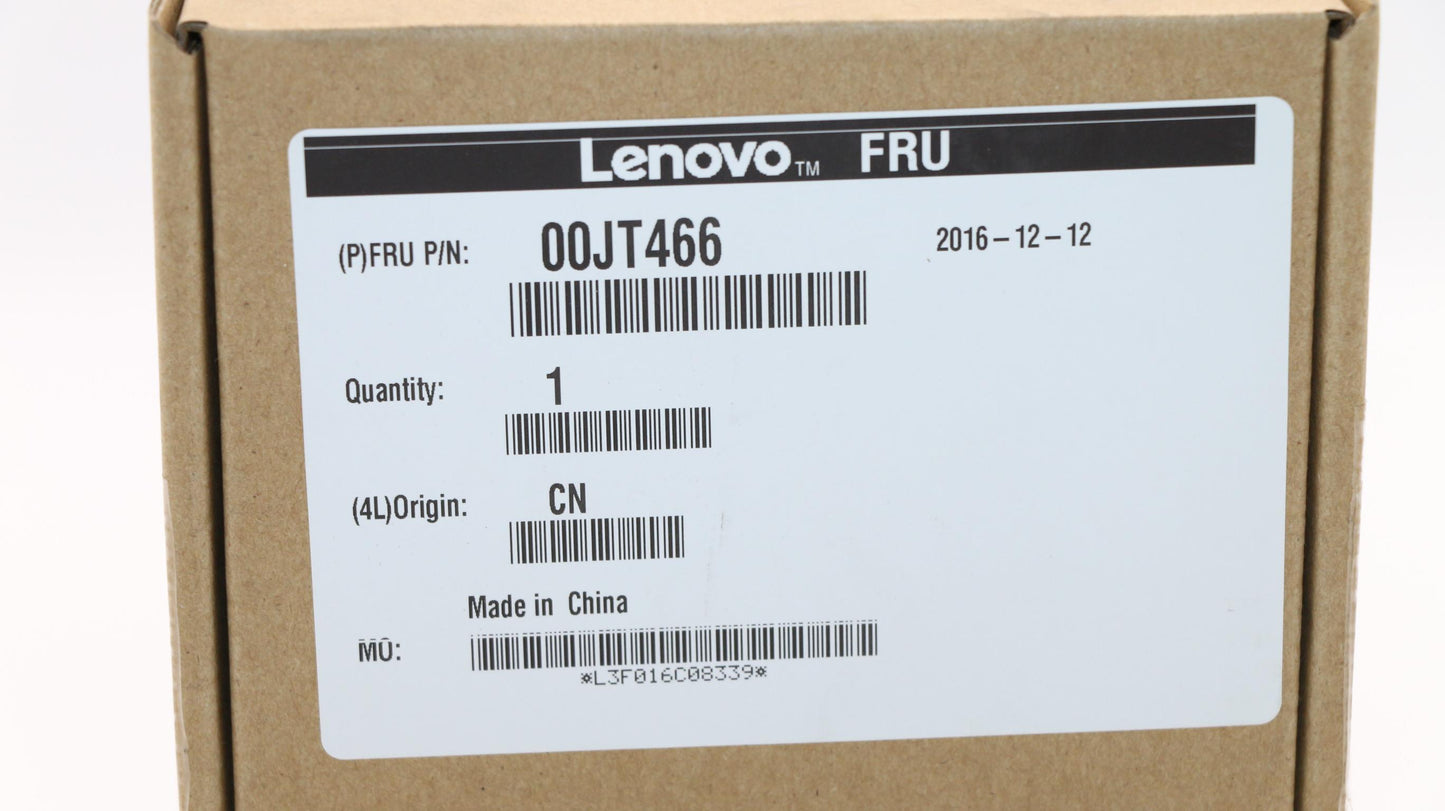 Lenovo™ FRU
(P)FRU P/N: 00JT466 2016-12-12
Quantity: 1
(4L)Origin: CN
Made in China
MO:
*L3F016C08339*